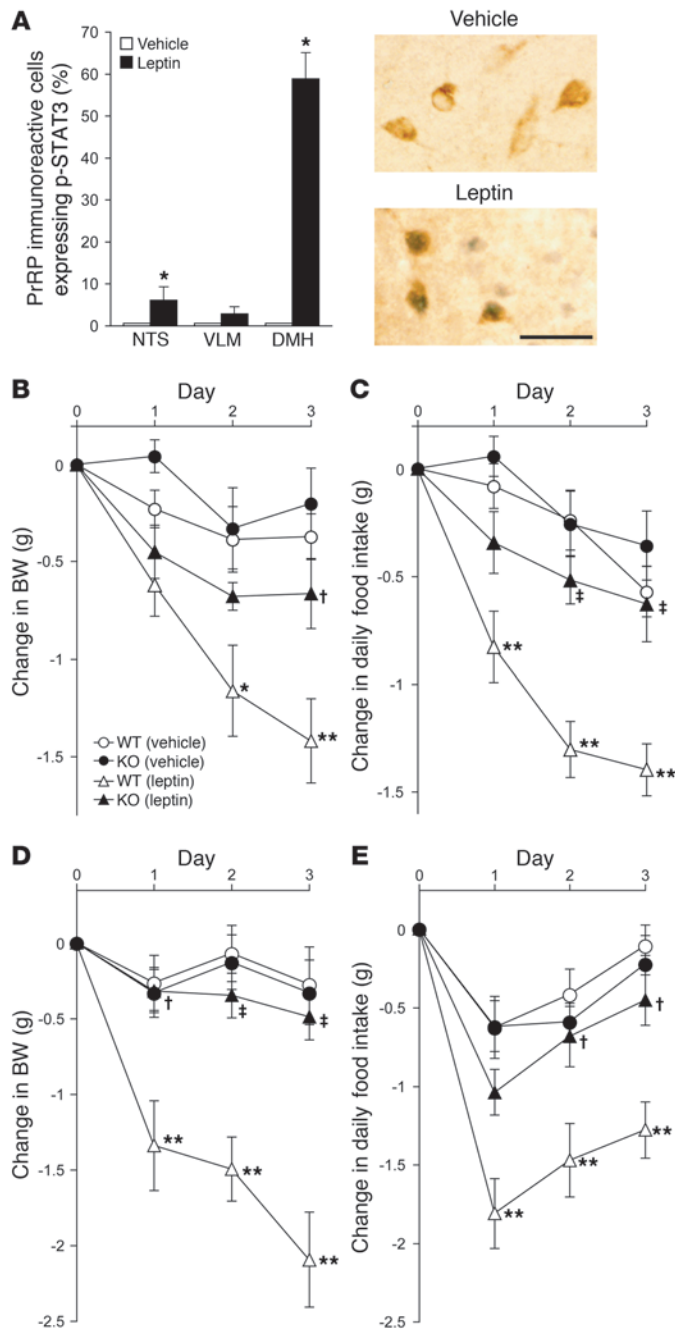 A
Vehicle
Leptin
PrRP immunoreactive cells
expressing p-STAT3 (%)
70
60
50
40
30
20
10
0
*
*
NTS
VLM
DMH
Vehicle
Leptin
B
Day
0
1
2
3
Change in BW (g)
0
-0.5
-1
-1.5
†
*
**
WT (vehicle)
KO (vehicle)
WT (leptin)
KO (leptin)
C
Day
0
1
2
3
Change in daily food intake (g)
0
-0.5
-1
-1.5
‡
‡
**
**
**
D
Day
0
1
2
3
Change in BW (g)
0
-0.5
-1
-1.5
-2
-2.5
†
‡
‡
**
**
**
E
Day
0
1
2
3
Change in daily food intake (g)
0
-0.5
-1
-1.5
-2
-2.5
†
†
**
**
**